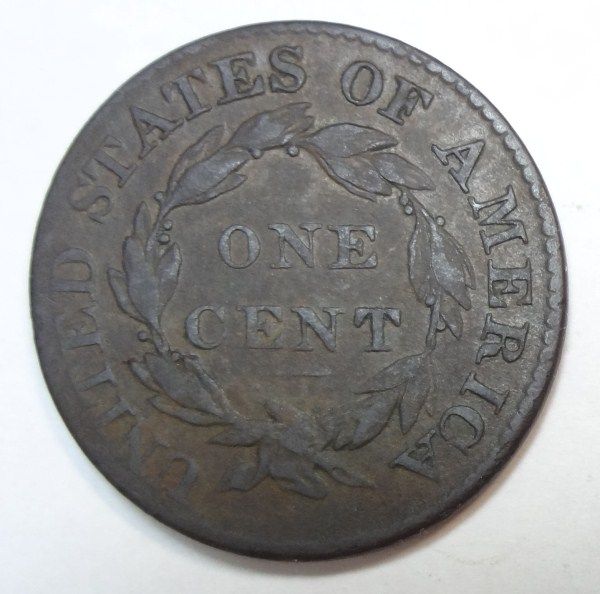 UNITED STATES OF AMERICA
ONE
CENT